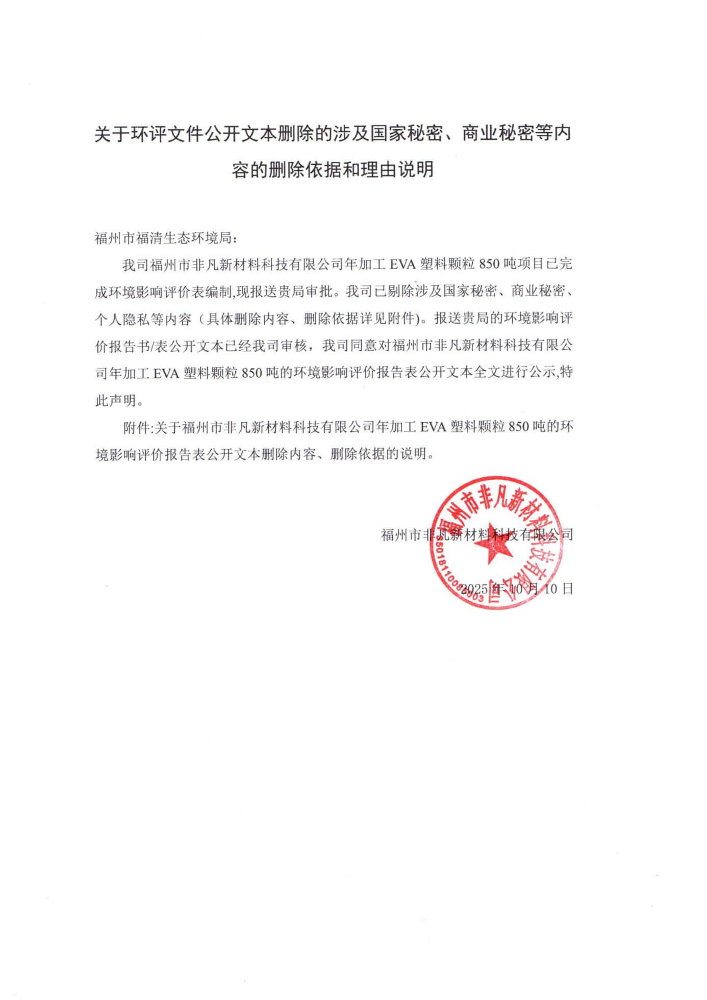 关于环评文件公开文本删除的涉及国家秘密、商业秘密等内
容的删除依据和理由说明
福州市福清生态环境局：
我司福州市非凡新材料科技有限公司年加工 EVA 塑料颗粒 850 吨项目已完
成环境影响评价表编制,现报送贵局审批。我司已剔除涉及国家秘密、商业秘密、
个人隐私等内容（具体删除内容、删除依据详见附件)。报送贵局的环境影响评
价报告书/表公开文本已经我司审核，我司同意对福州市非凡新材料科技有限公
司年加工 EVA 塑料颗粒 850 吨的环境影响评价报告表公开文本全文进行公示,特
此声明。
附件:关于福州市非凡新材料科技有限公司年加工 EVA 塑料颗粒 850 吨的环
境影响评价报告表公开文本删除内容、删除依据的说明。
福州市非凡新材料科技有限公司
福州市非凡新材料科技有限公司
2025 年 10 月 10 日